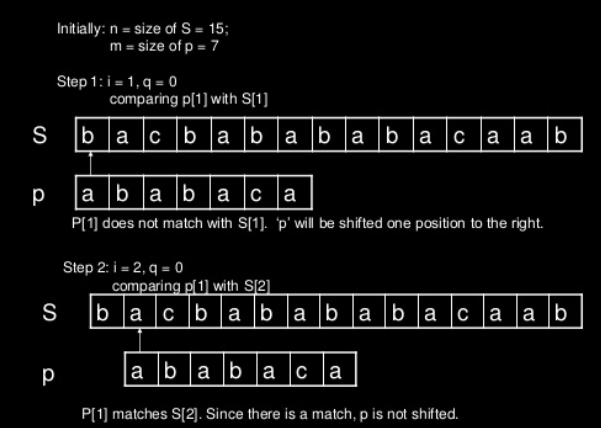 Initially: n = size of S = 15;
m = size of p = 7
Step 1: i = 1, q = 0
comparing p[1] with S[1]
S b a c b a b a b a b a c a a b
p a b a b a c a
P[1] does not match with S[1]. ‘p’ will be shifted one position to the right.
Step 2: i = 2, q = 0
comparing p[1] with S[2]
S b a c b a b a b a b a c a a b
p a b a b a c a
P[1] matches S[2]. Since there is a match, p is not shifted.